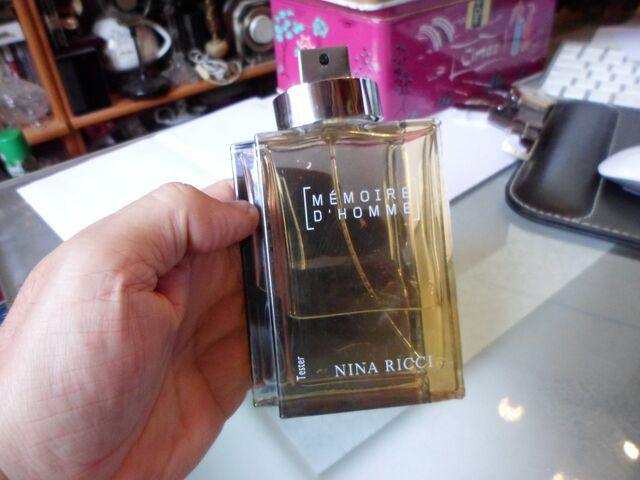 [MÉMOIRE
D'HOMME]
Tester
NINA RICCI